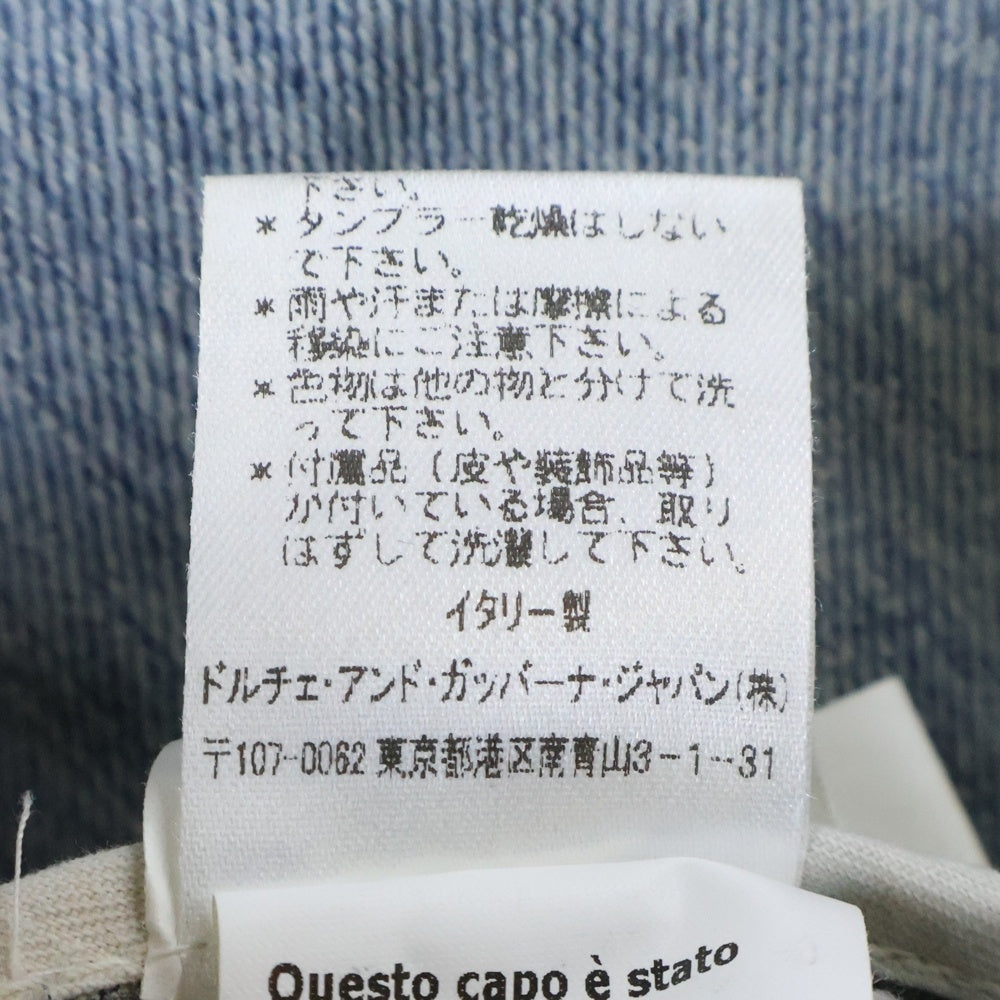 下さい。
* タンブラー乾燥はしない
で下さい。
* 雨や汗または摩擦による
移染にご注意下さい。
* 色物は他の物と分けて洗
って下さい。
* 付属品（皮や装飾品等）
が付いている場合、取り
はずして洗濯して下さい。
イタリー製
ドルチェ・アンド・ガッバーナ・ジャパン(株)
〒107-0062 東京都港区南青山3-1-31
Questo capo è stato